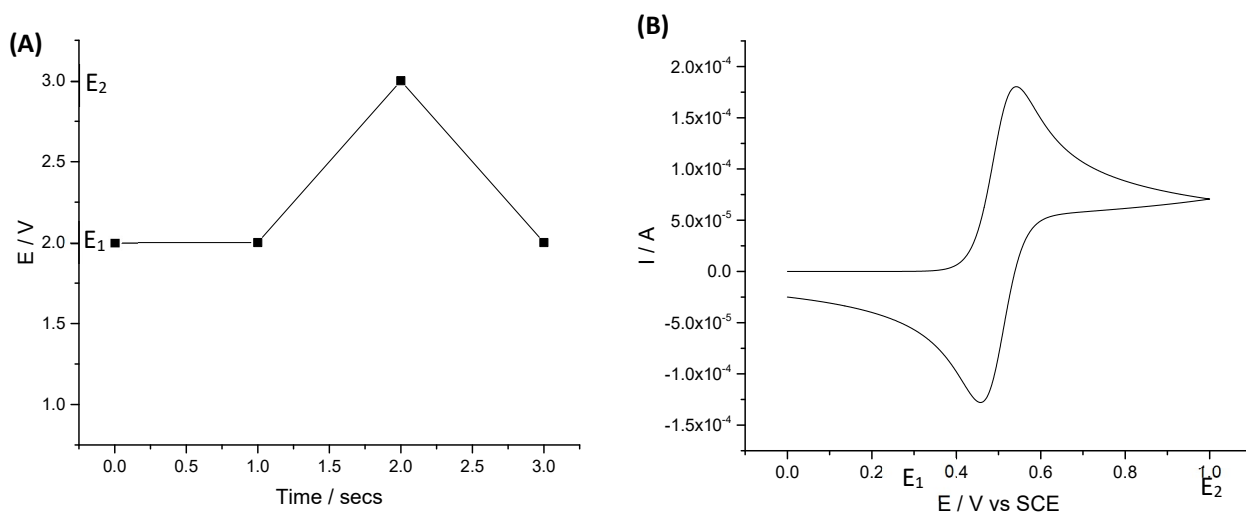 (A)
E / V
3.0
2.5
2.0
1.5
1.0
E₂
E₁
0.0 0.5 1.0 1.5 2.0 2.5 3.0
Time / secs
(B)
I / A
2.0x10⁻⁴
1.5x10⁻⁴
1.0x10⁻⁴
5.0x10⁻⁵
0.0
-5.0x10⁻⁵
-1.0x10⁻⁴
-1.5x10⁻⁴
0.0 0.2 0.4 0.6 0.8 1.0
E₁ E₂
E / V vs SCE